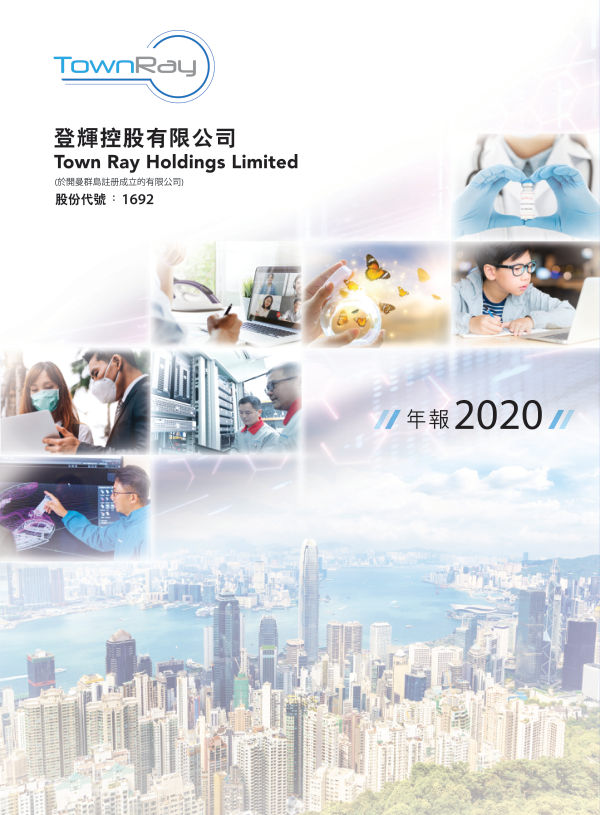 TownRay
登輝控股有限公司
Town Ray Holdings Limited
(於開曼群島註册成立的有限公司)
股份代號：1692
年報2020